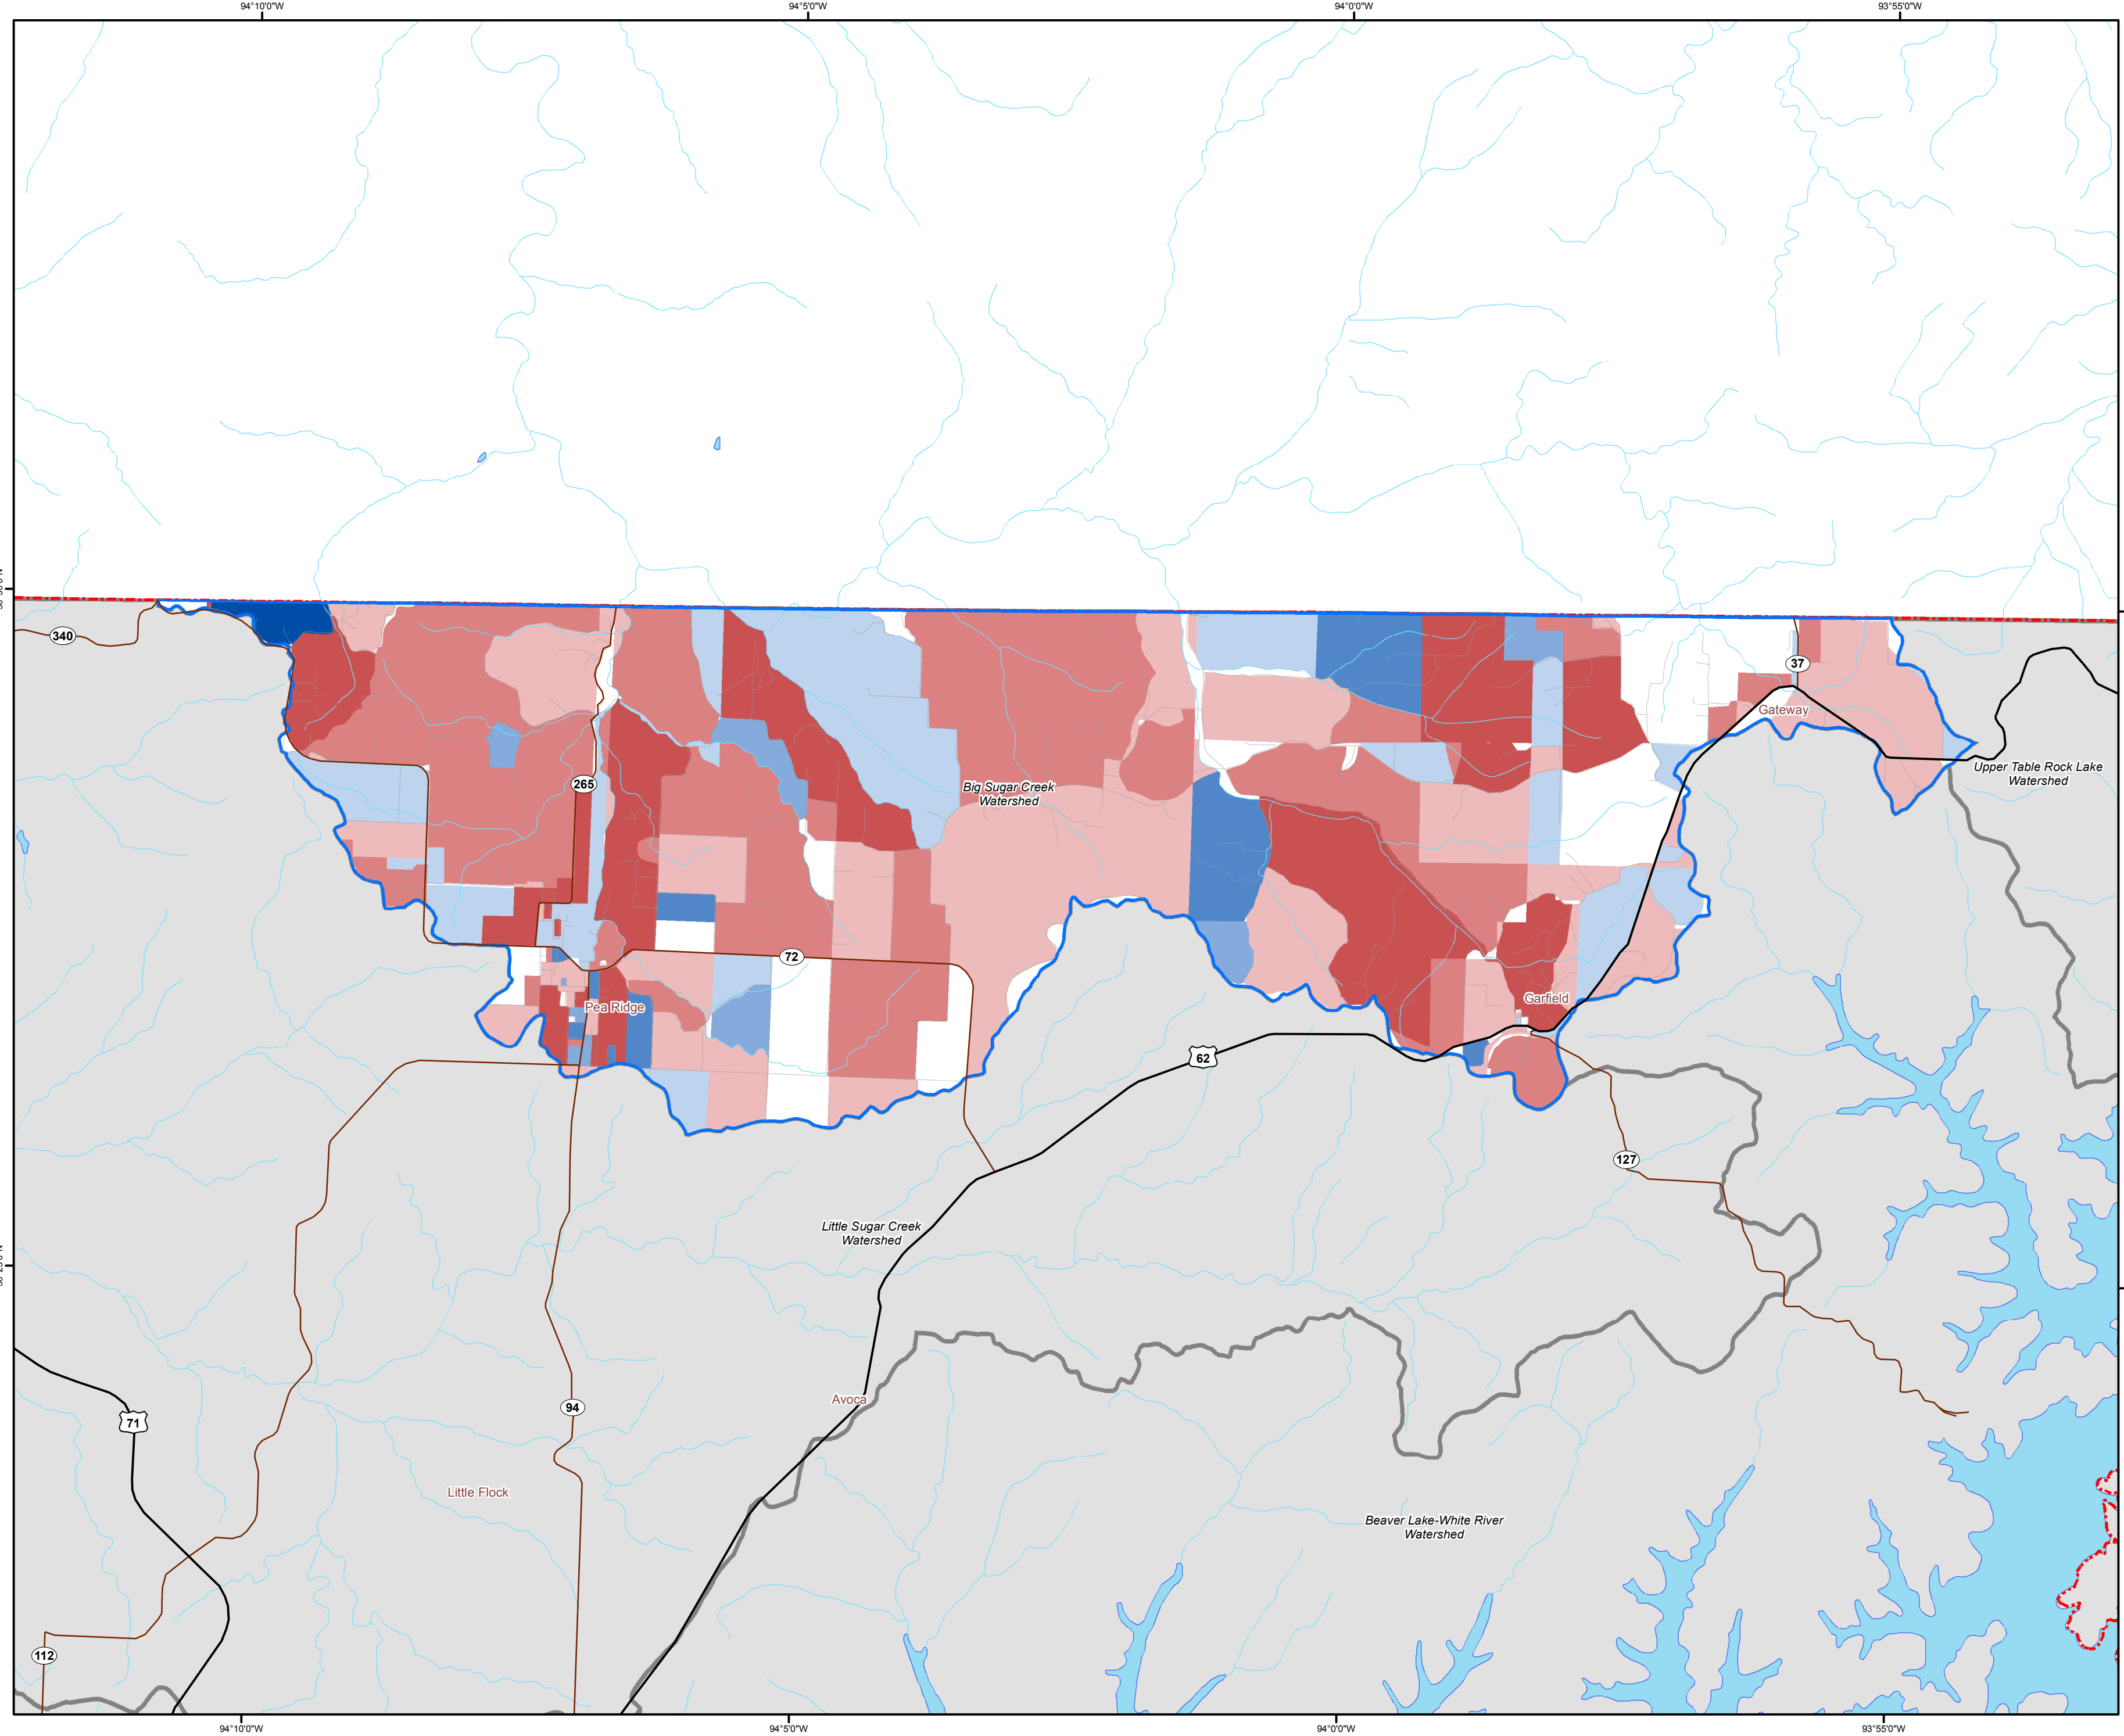 94°10'0"W
94°5'0"W
94°0'0"W
93°55'0"W
340
37
Gateway
Upper Table Rock Lake
Watershed
265
Big Sugar Creek
Watershed
72
Pea Ridge
Garfield
62
127
Little Sugar Creek
Watershed
Avoca
94
71
Little Flock
Beaver Lake-White River
Watershed
112
94°10'0"W
94°5'0"W
94°0'0"W
93°55'0"W